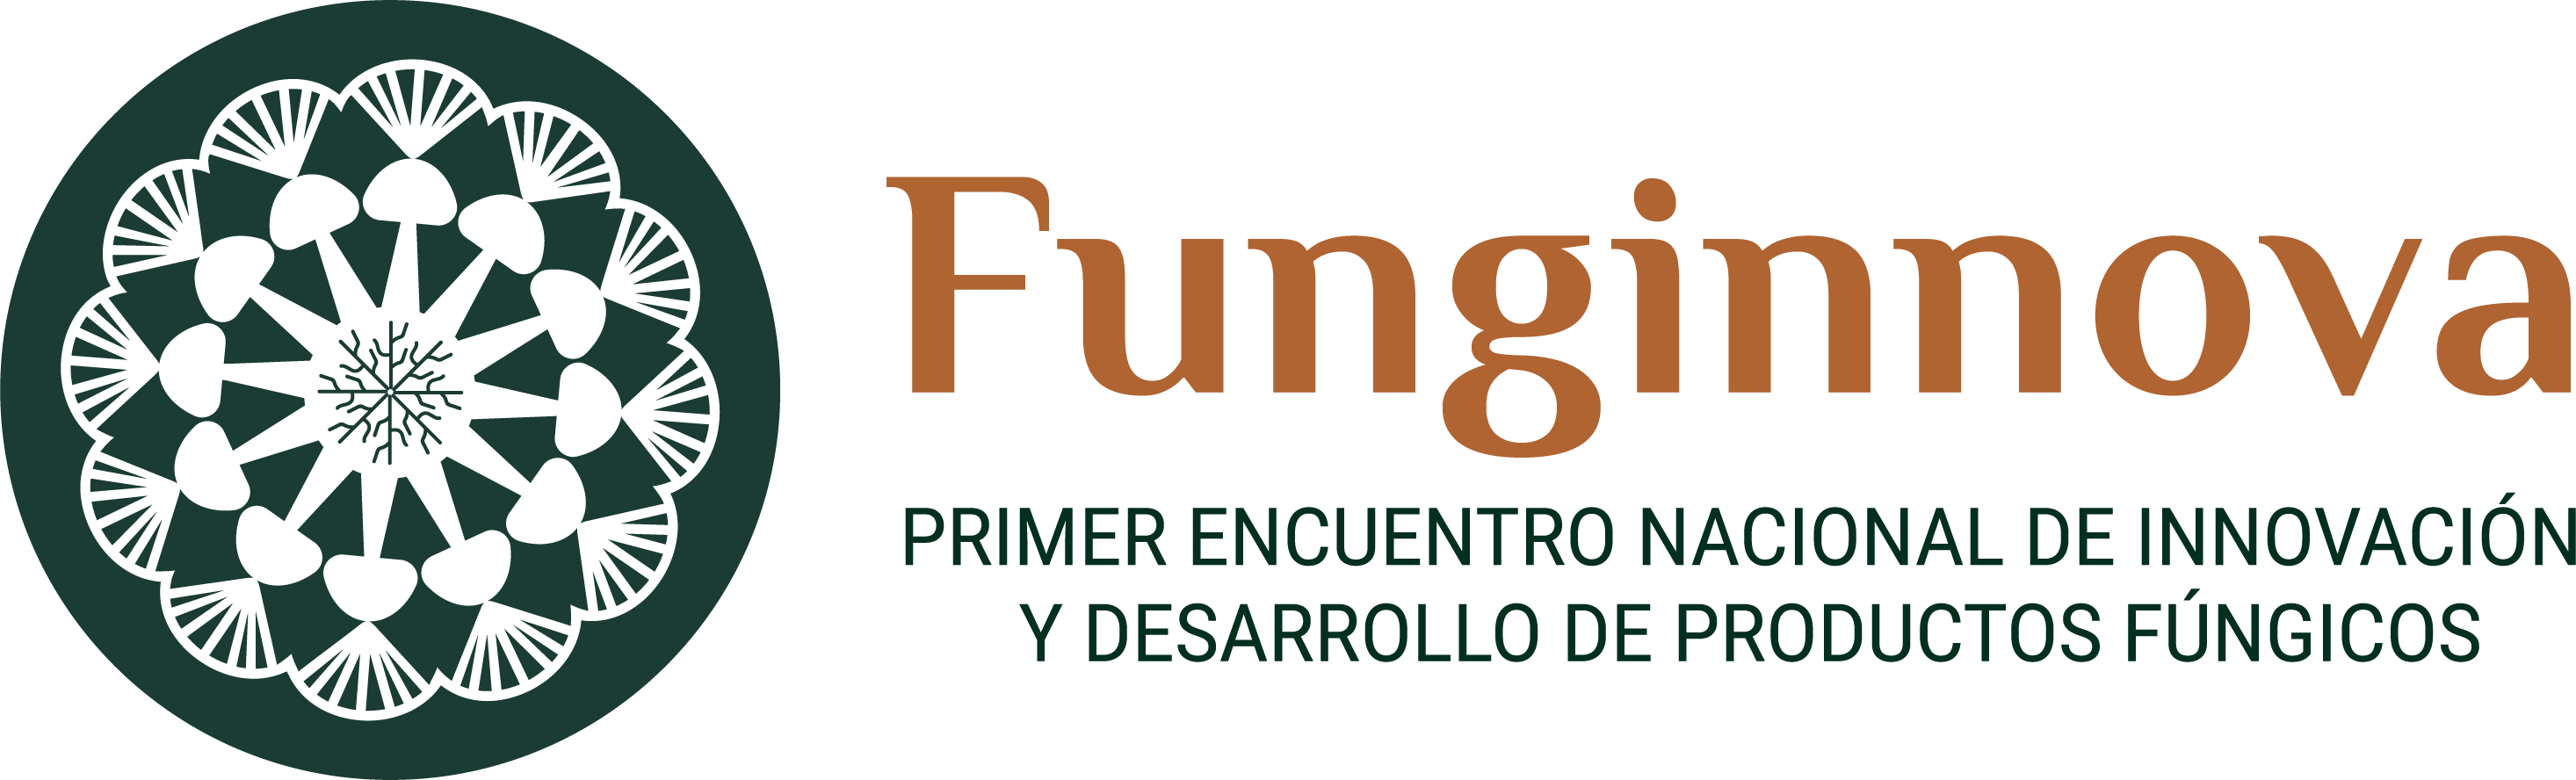 Funginnova
PRIMER ENCUENTRO NACIONAL DE INNOVACIÓN
Y DESARROLLO DE PRODUCTOS FÚNGICOS